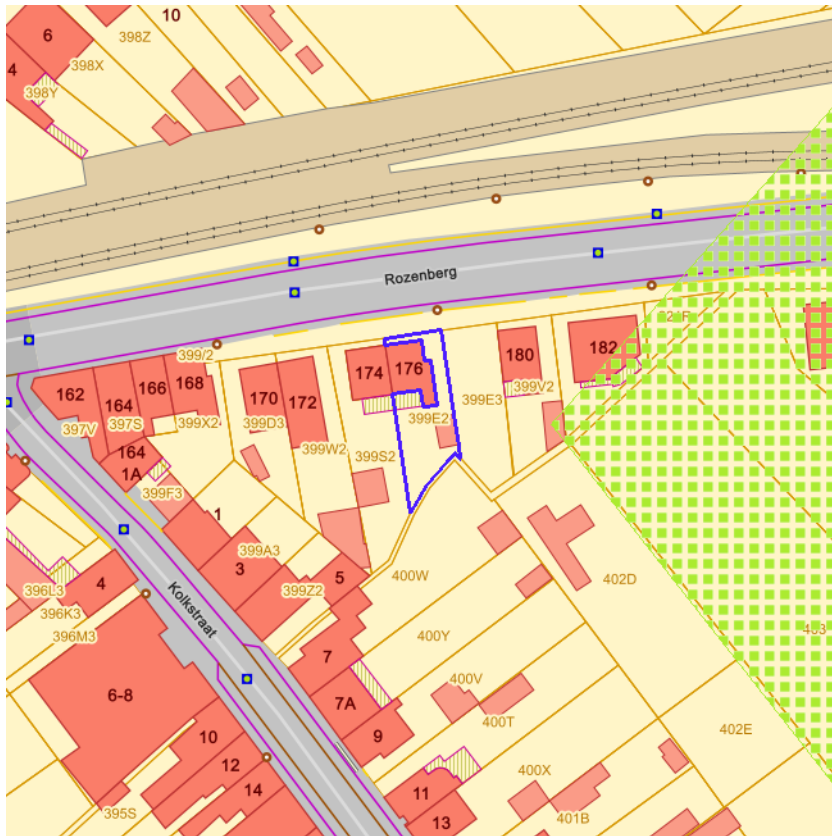 10
6
398Z
398X
4
398Y
Rozenberg
399/2
162
164
166
168
170
172
174
176
180
182
397V
397S
399X2
399D3
399W2
399S2
399E2
399E3
399V2
164
1A
399F3
1
3
399A3
399Z2
5
400W
402D
396L3
396K3
396M3
4
Kolkstraat
7
400Y
6-8
7A
9
400V
400T
402E
10
12
14
395S
11
13
400X
401B